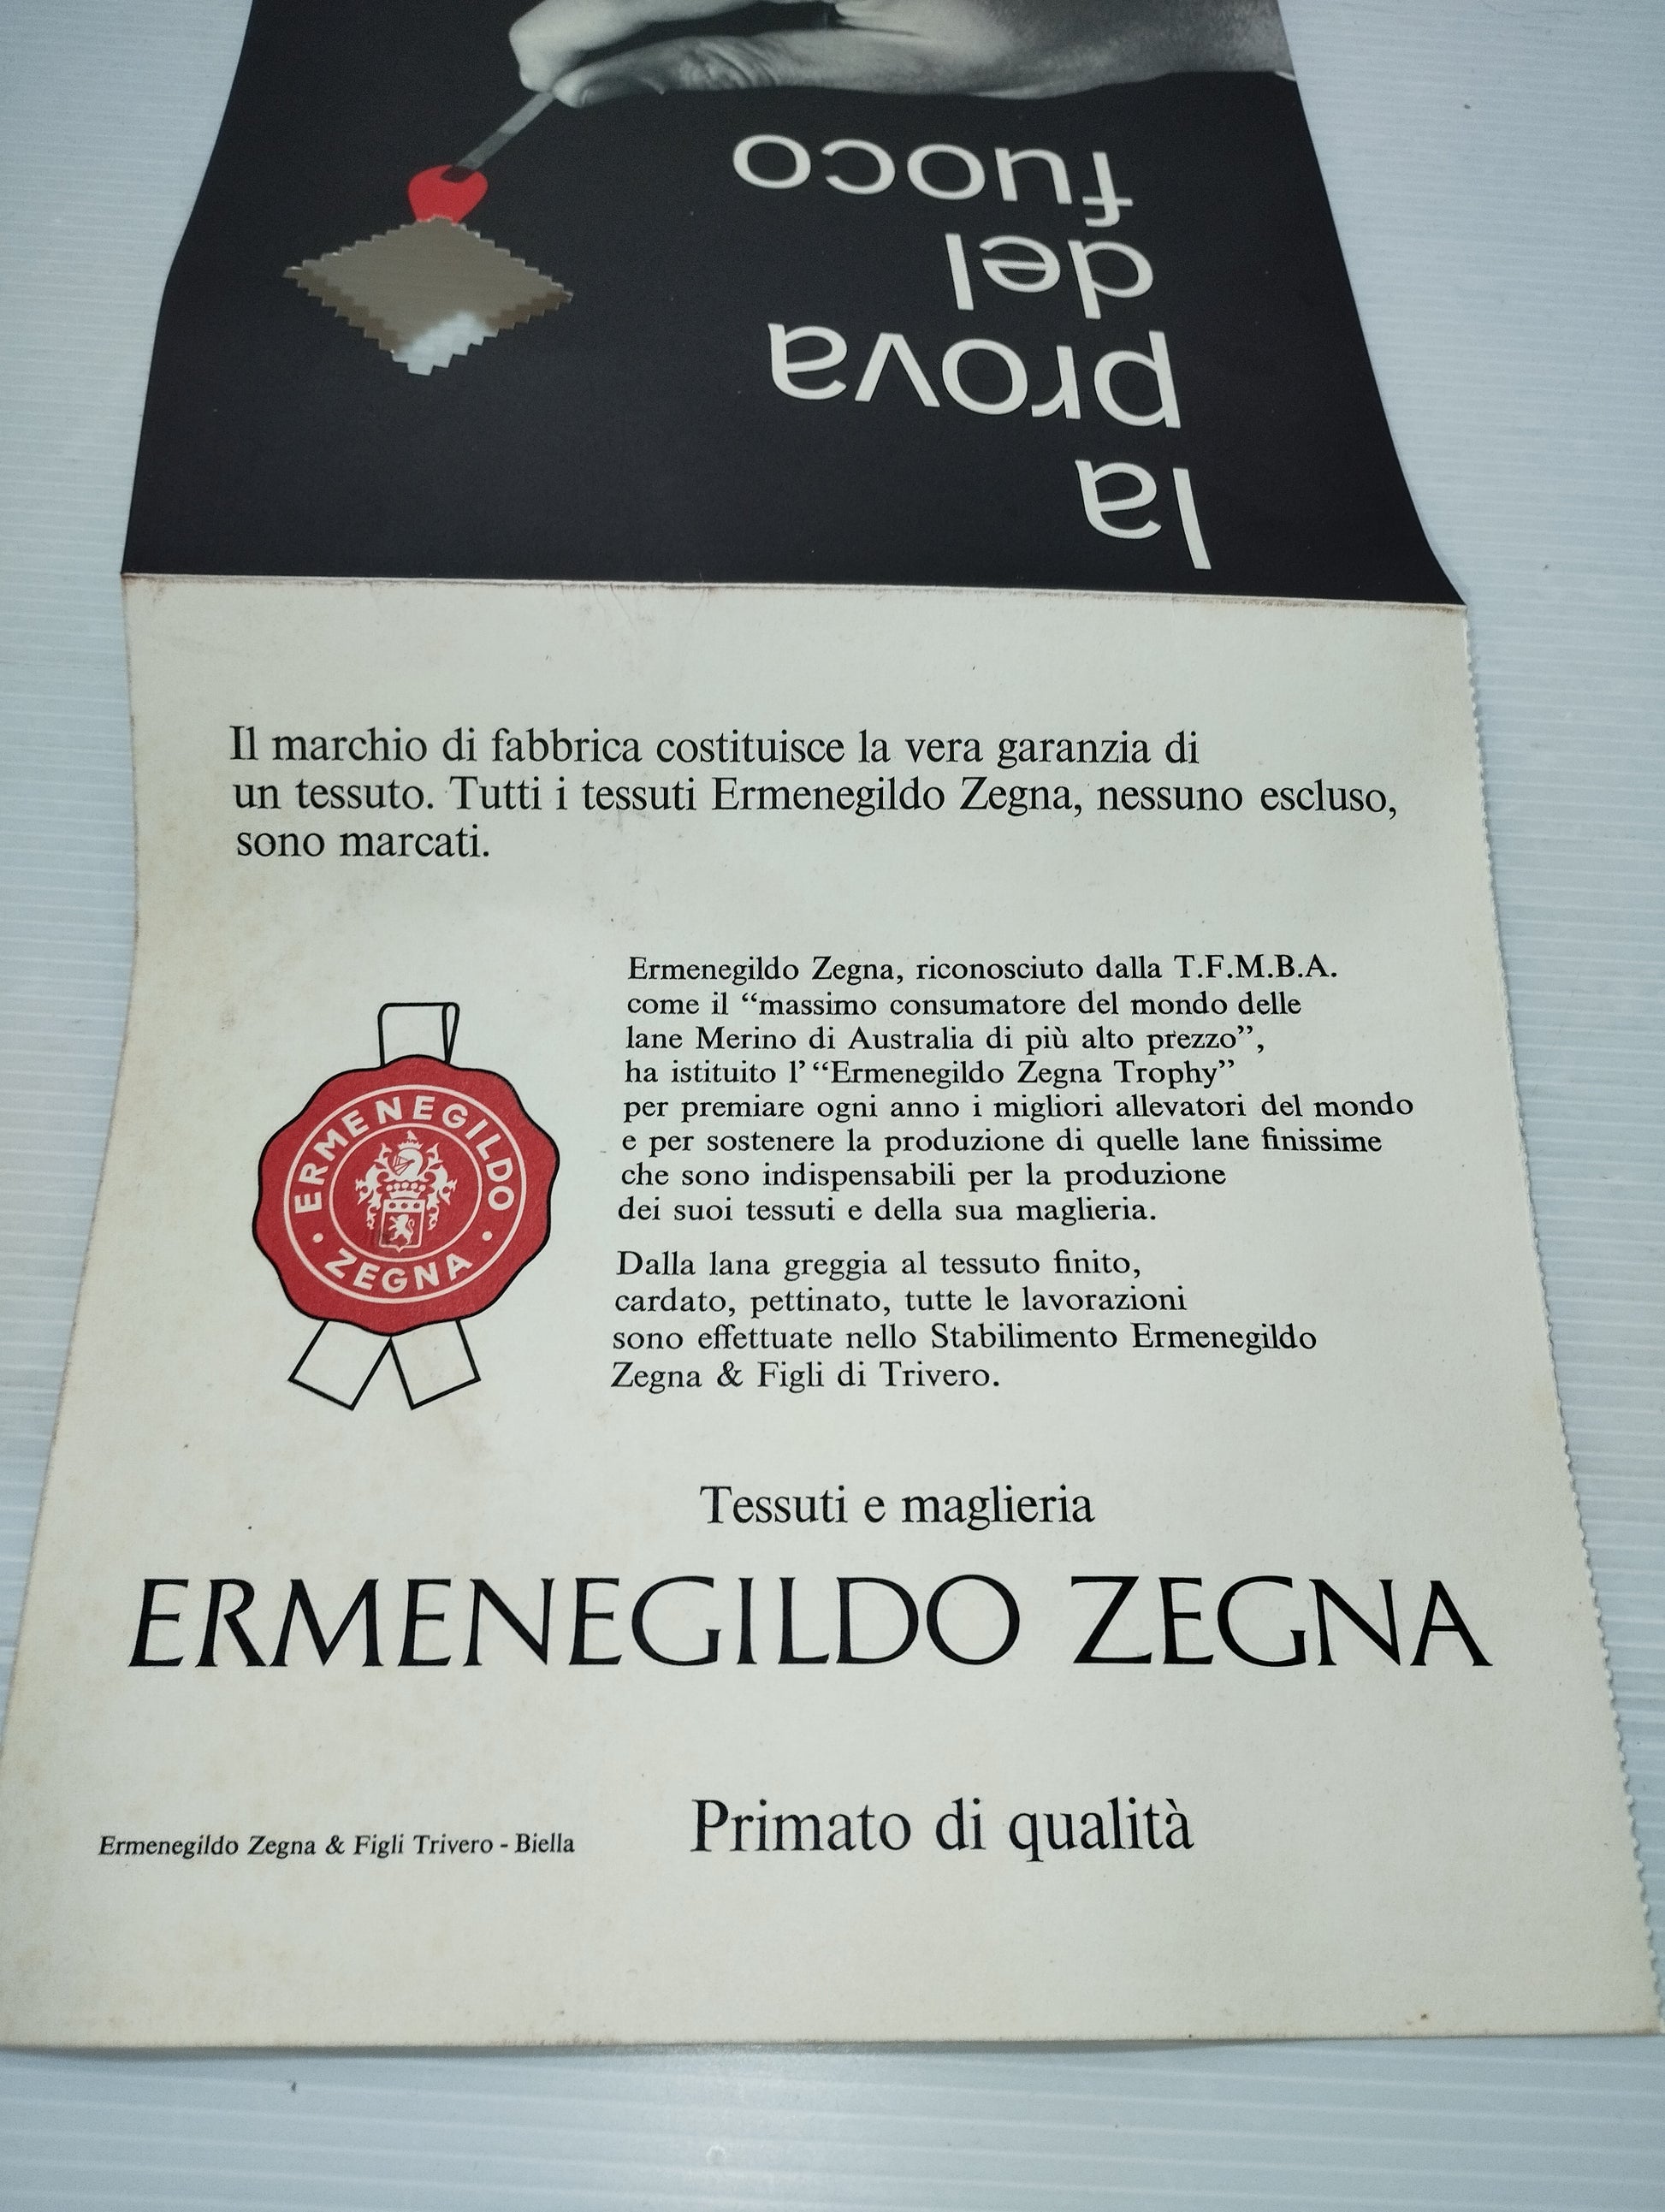 la
prova
del
fuoco
Il marchio di fabbrica costituisce la vera garanzia di
un tessuto. Tutti i tessuti Ermenegildo Zegna, nessuno escluso,
sono marcati.
Ermenegildo Zegna, riconosciuto dalla T.F.M.B.A.
come il “massimo consumatore del mondo delle
lane Merino di Australia di più alto prezzo”,
ha istituito l’ “Ermenegildo Zegna Trophy”
per premiare ogni anno i migliori allevatori del mondo
e per sostenere la produzione di quelle lane finissime
che sono indispensabili per la produzione
dei suoi tessuti e della sua maglieria.
Dalla lana greggia al tessuto finito,
cardato, pettinato, tutte le lavorazioni
sono effettuate nello Stabilimento Ermenegildo
Zegna & Figli di Trivero.
ERMENEGILDO
· ZEGNA ·
Tessuti e maglieria
ERMENEGILDO ZEGNA
Primato di qualità
Ermenegildo Zegna & Figli Trivero - Biella